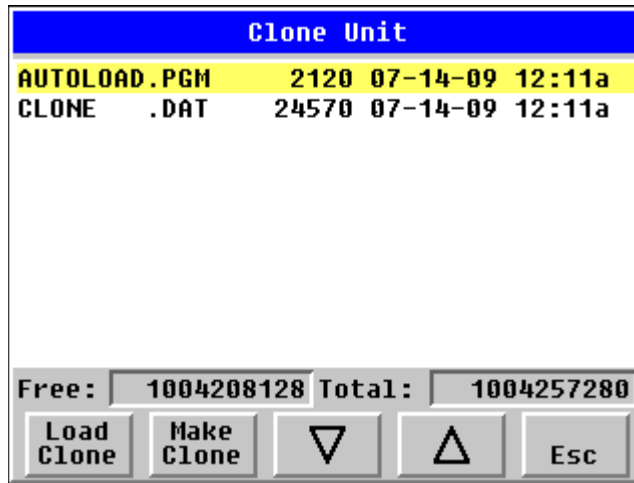 Clone Unit
AUTOLOAD.PGM 2120 07-14-09 12:11a
CLONE .DAT 24570 07-14-09 12:11a
Free: 1004208128 Total: 1004257280
Load Clone Make Clone Esc